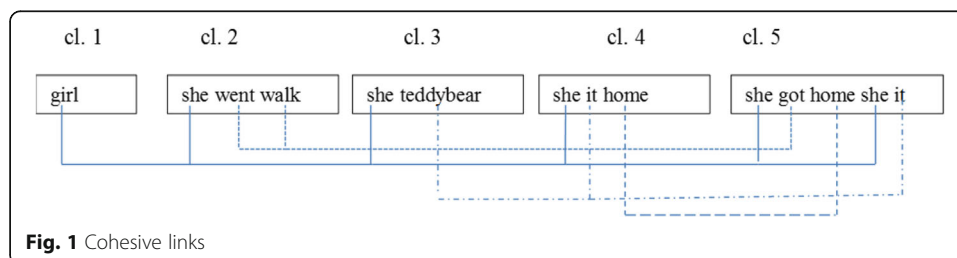 cl. 1 cl. 2 cl. 3 cl. 4 cl. 5
girl she went walk she teddybear she it home she got home she it
Fig. 1 Cohesive links